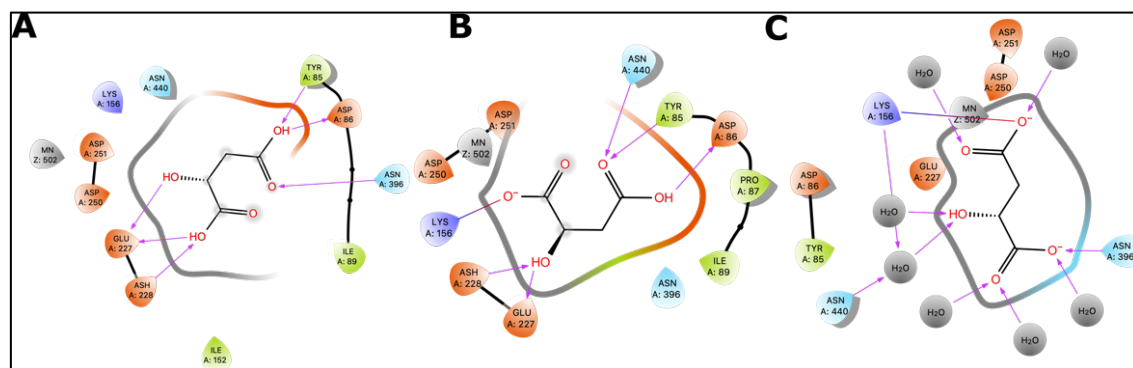 A
ASN
A: 440
LYS
A: 156
TYR
A: 85
ASP
A: 86
OH
MN
Z: 502
ASP
A: 251
HO
O
ASN
A: 396
ASP
A: 250
O
GLU
A: 227
HO
ASH
A: 228
ILE
A: 89
ILE
A: 152
B
ASN
A: 440
TYR
A: 85
ASP
A: 251
ASP
A: 86
MN
Z: 502
ASP
A: 250
O
O
PRO
A: 87
O⁻
OH
LYS
A: 156
HO
ASH
A: 228
ILE
A: 89
ASN
A: 396
GLU
A: 227
C
ASP
A: 251
H₂O
H₂O
ASP
A: 250
LYS
A: 156
MN
Z: 502
O⁻
O
GLU
A: 227
ASP
A: 86
H₂O
HO
TYR
A: 85
O⁻
ASN
A: 396
H₂O
O
ASN
A: 440
H₂O
H₂O
H₂O